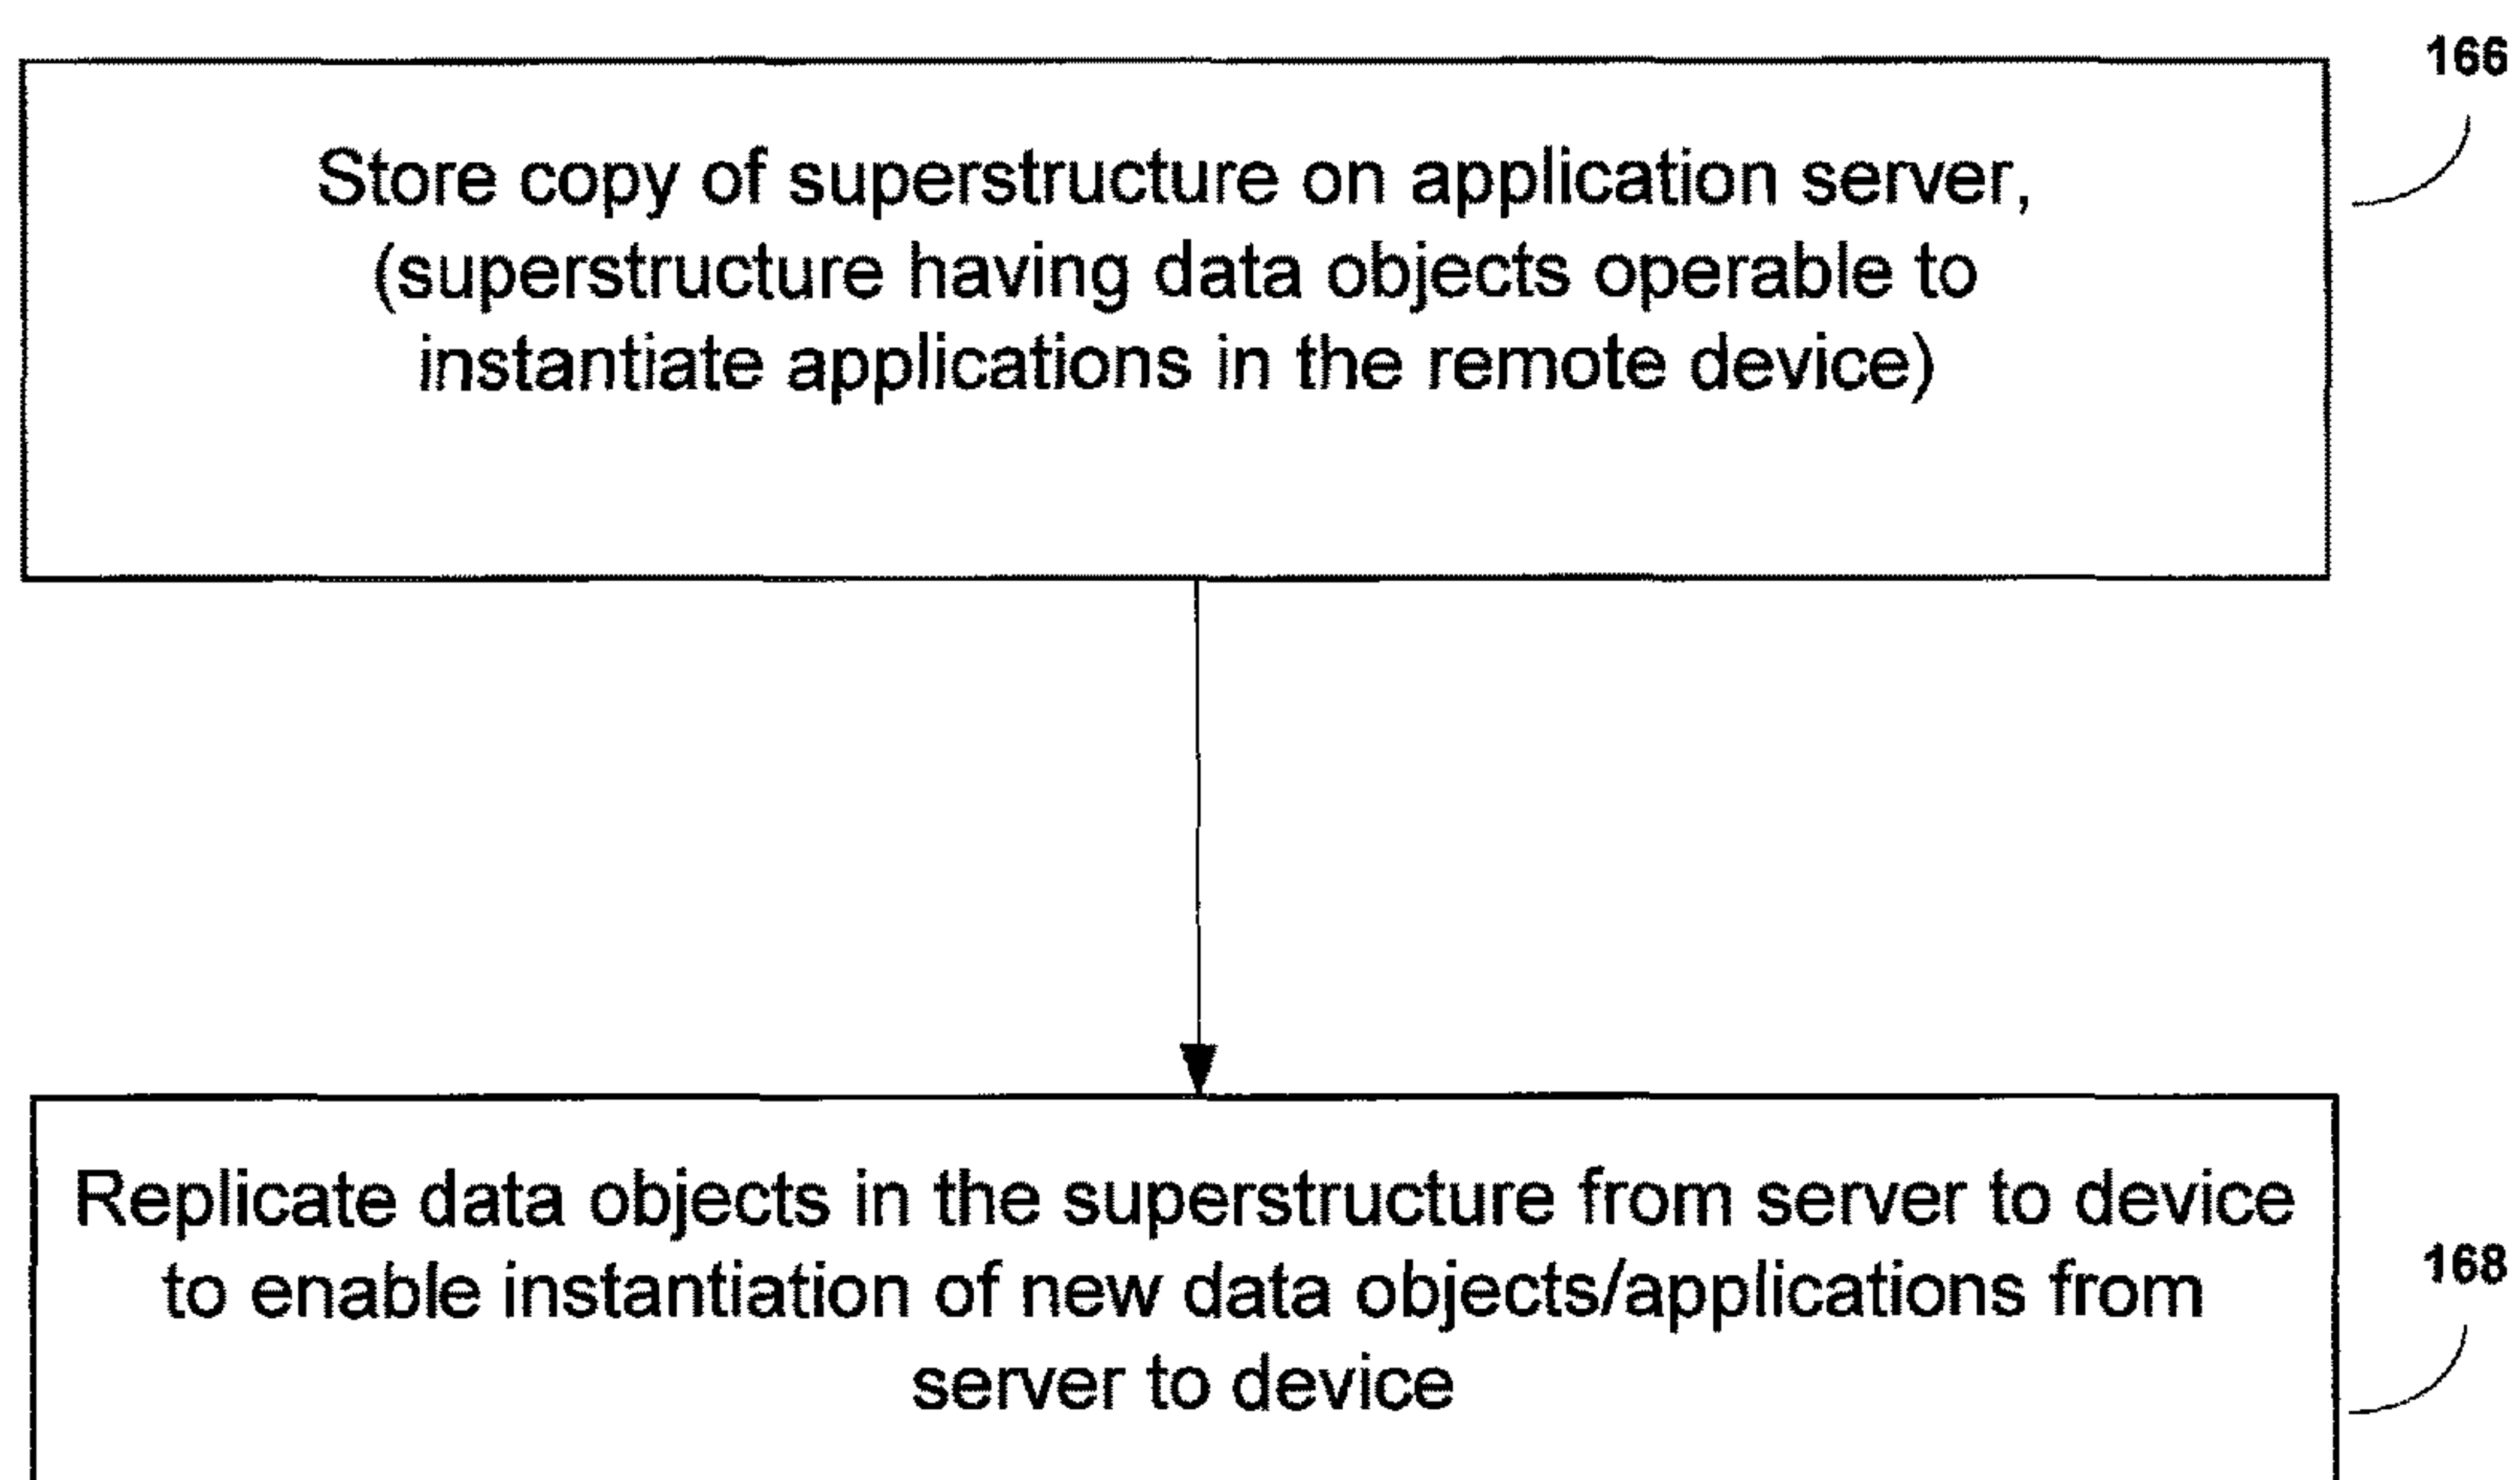 166
Store copy of superstructure on application server,
(superstructure having data objects operable to
instantiate applications in the remote device)
Replicate data objects in the superstructure from server to device
to enable instantiation of new data objects/applications from
168
server to device